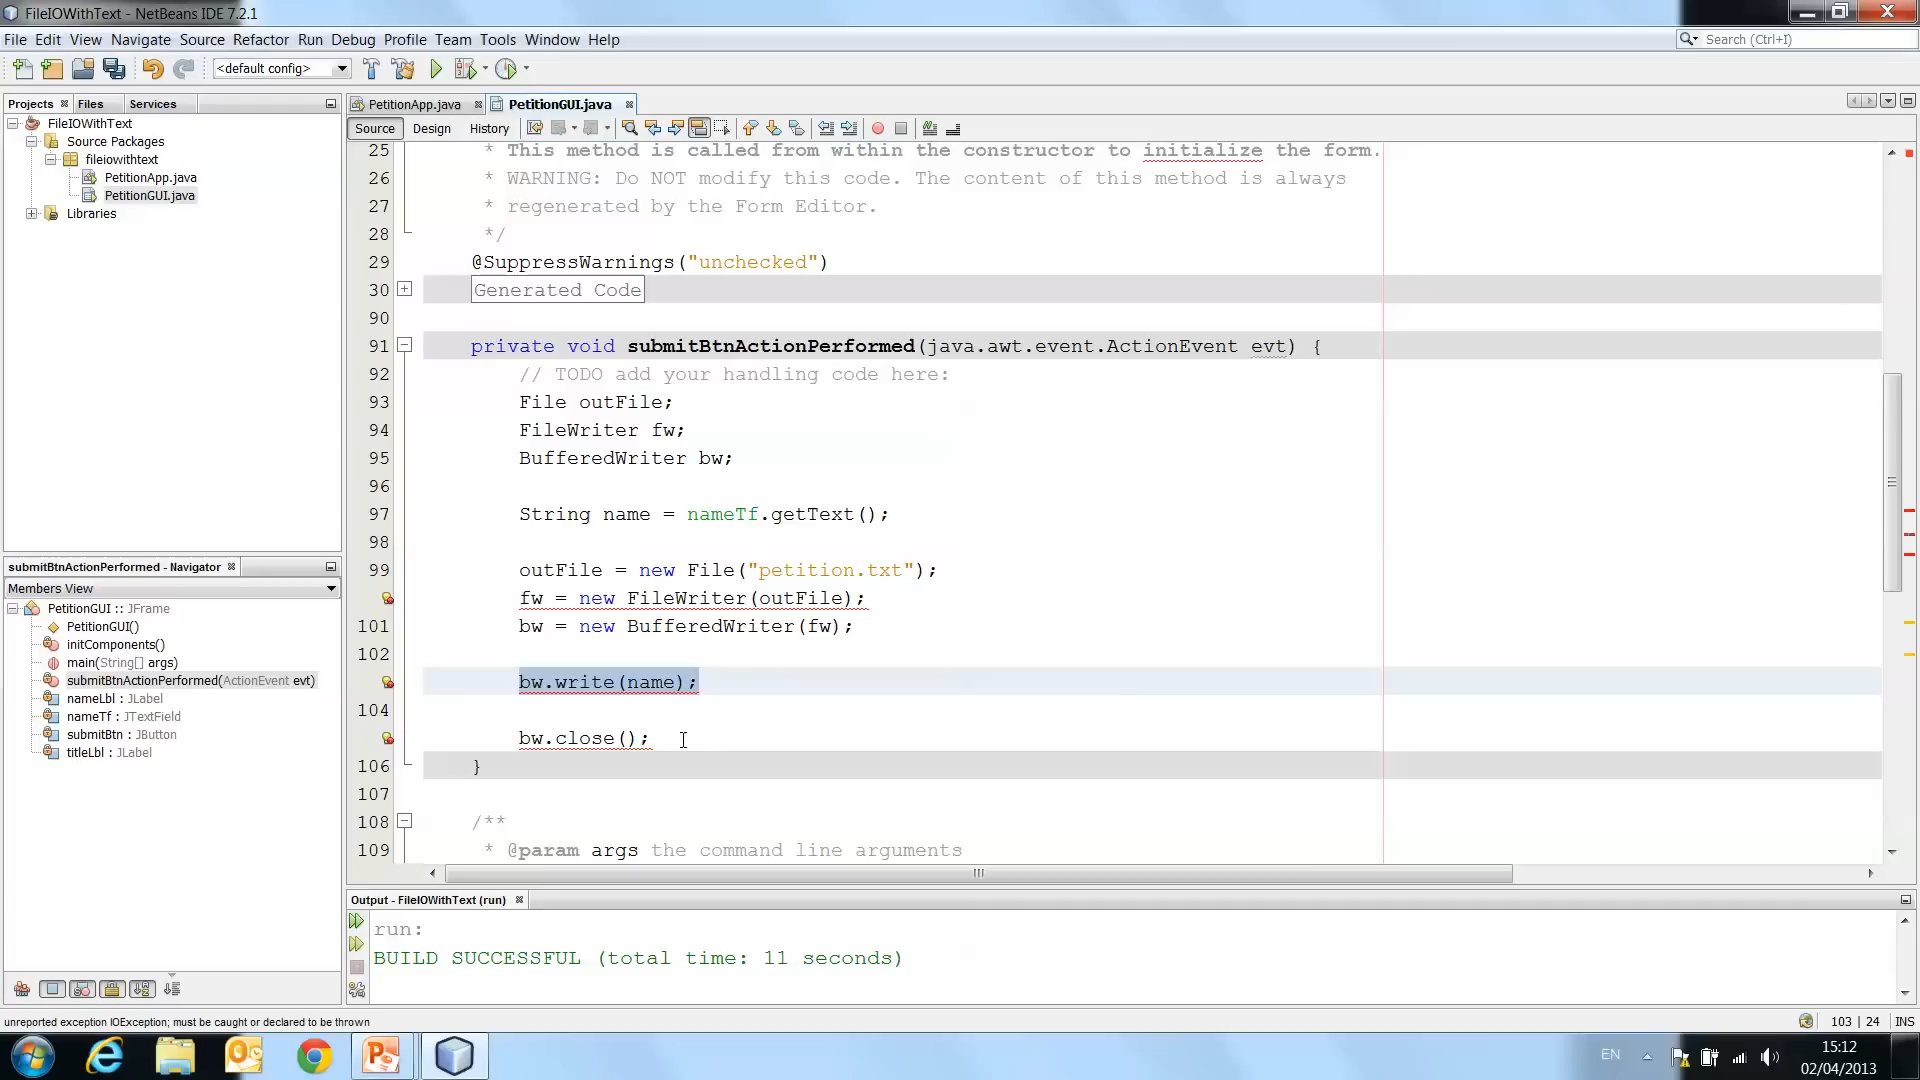 FileIOWithText - NetBeans IDE 7.2.1
File Edit View Navigate Source Refactor Run Debug Profile Team Tools Window Help
Search (Ctrl+I)
<default config>
Projects Files Services
PetitionApp.java PetitionGUI.java
Source Design History
FileIOWithText
Source Packages
fileiowithtext
PetitionApp.java
PetitionGUI.java
Libraries
submitBtnActionPerformed - Navigator
Members View
PetitionGUI :: JFrame
PetitionGUI()
initComponents()
main(String[] args)
submitBtnActionPerformed(ActionEvent evt)
nameLbl : JLabel
nameTf : JTextField
submitBtn : JButton
titleLbl : JLabel
25 * This method is called from within the constructor to initialize the form.
26 * WARNING: Do NOT modify this code. The content of this method is always
27 * regenerated by the Form Editor.
28 */
29 @SuppressWarnings("unchecked")
30 Generated Code
90
91 private void submitBtnActionPerformed(java.awt.event.ActionEvent evt) {
92 // TODO add your handling code here:
93 File outFile;
94 FileWriter fw;
95 BufferedWriter bw;
96
97 String name = nameTf.getText();
98
99 outFile = new File("petition.txt");
fw = new FileWriter(outFile);
101 bw = new BufferedWriter(fw);
102
bw.write(name);
104
bw.close();
106 }
107
108 /**
109 * @param args the command line arguments
Output - FileIOWithText (run)
run:
BUILD SUCCESSFUL (total time: 11 seconds)
unreported exception IOException; must be caught or declared to be thrown
103 | 24 INS
EN
15:12
02/04/2013